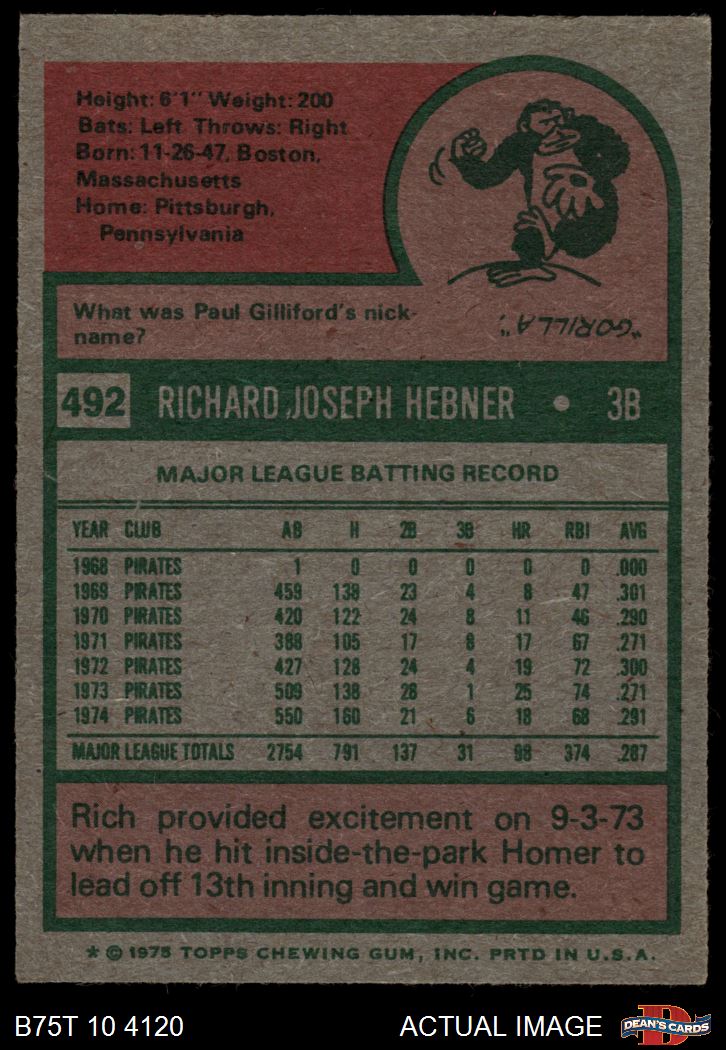 Height: 6'1" Weight: 200
Bats: Left Throws: Right
Born: 11-26-47, Boston,
Massachusetts
Home: Pittsburgh,
Pennsylvania
What was Paul Gilliford's nick-
name?
"GORILLA".
492 RICHARD JOSEPH HEBNER • 3B
MAJOR LEAGUE BATTING RECORD
YEAR CLUB AB H 2B 3B HR RBI AVG
1968 PIRATES 1 0 0 0 0 0 .000
1969 PIRATES 459 138 23 4 8 47 .301
1970 PIRATES 420 122 24 8 11 46 .290
1971 PIRATES 388 105 17 8 17 67 .271
1972 PIRATES 427 128 24 4 19 72 .300
1973 PIRATES 509 138 28 1 25 74 .271
1974 PIRATES 550 160 21 6 18 68 .291
MAJOR LEAGUE TOTALS 2754 791 137 31 98 374 .287
Rich provided excitement on 9-3-73
when he hit inside-the-park Homer to
lead off 13th inning and win game.
* © 1975 TOPPS CHEWING GUM, INC. PRTD IN U.S.A.
B75T 10 4120 ACTUAL IMAGE DEAN'S CARDS